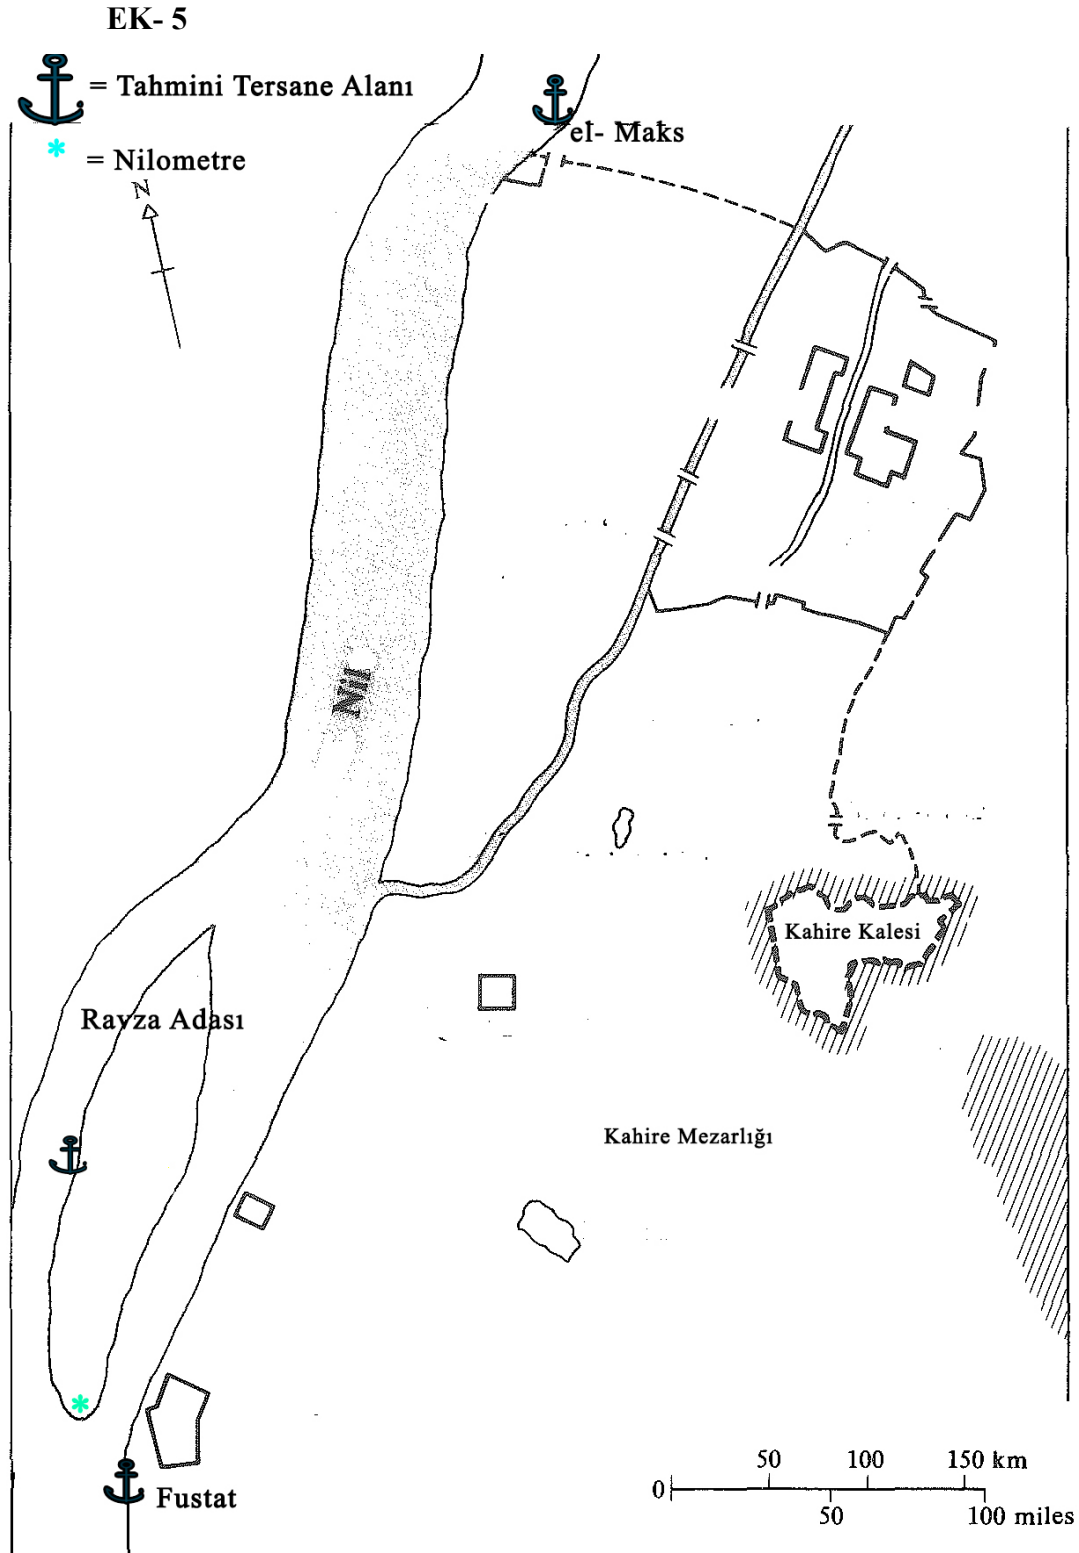 EK- 5
= Tahmini Tersane Alanı
el- Maks
= Nilometre
N
Nil
Kahire Kalesi
Ravza Adası
Kahire Mezarlığı
50 100 150 km
0
50 100 miles
Fustat